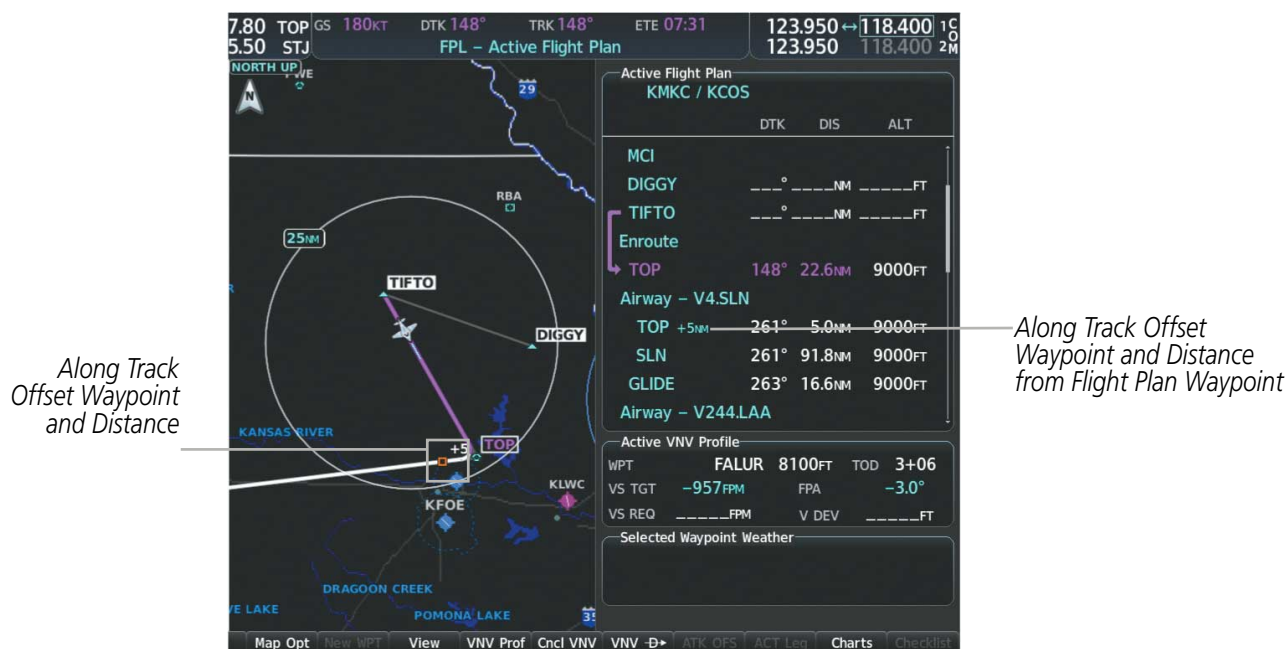 7.80 TOP GS 180KT DTK 148° TRK 148° ETE 07:31 123.950 ↔ 118.400 1 COM
5.50 STJ FPL – Active Flight Plan 123.950 118.400 2
NORTH UP
N
29
RBA
25NM
TIFTO
DIGGY
KANSAS RIVER
+5
TOP
KLWC
KFOE
DRAGOON CREEK
VE LAKE
POMONA LAKE
35
Active Flight Plan
KMKC / KCOS
DTK DIS ALT
MCI
DIGGY ___° ____NM _____FT
TIFTO ___° ____NM _____FT
Enroute
TOP 148° 22.6NM 9000FT
Airway – V4.SLN
TOP +5NM 261° 5.0NM 9000FT
SLN 261° 91.8NM 9000FT
GLIDE 263° 16.6NM 9000FT
Airway – V244.LAA
Active VNV Profile
WPT FALUR 8100FT TOD 3+06
VS TGT –957FPM FPA –3.0°
VS REQ _____FPM V DEV _____FT
Selected Waypoint Weather
Map Opt New WPT View VNV Prof Cncl VNV VNV D ATK OFS ACT Leg Charts Checklist
Along Track
Offset Waypoint
and Distance
Along Track Offset
Waypoint and Distance
from Flight Plan Waypoint